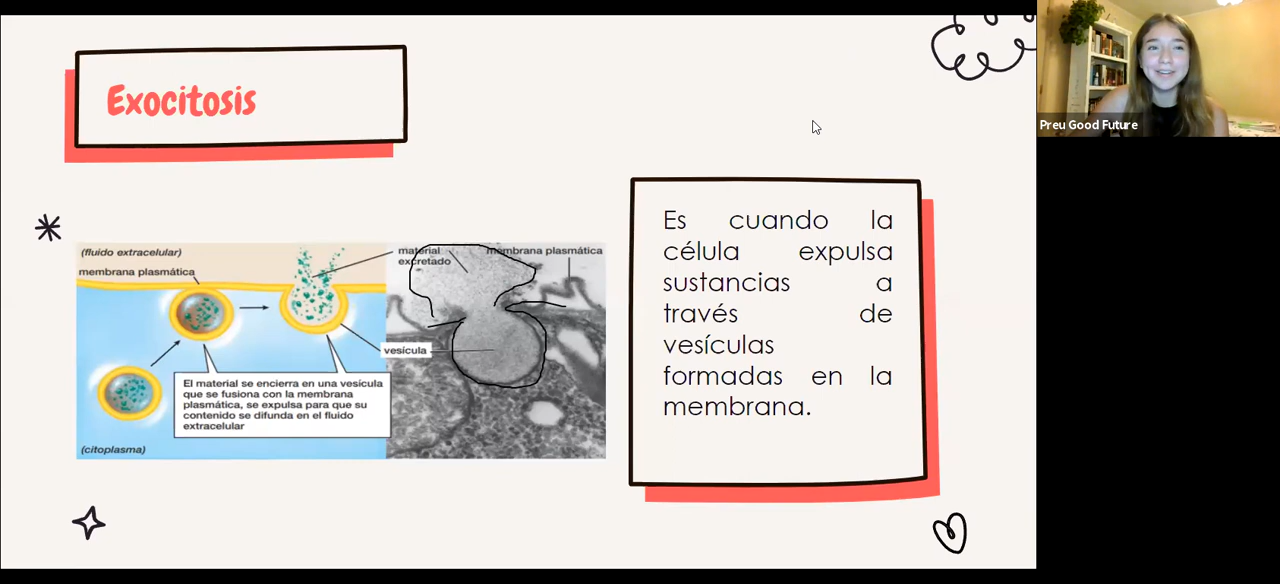 Exocitosis
Preu Good Future
(fluido extracelular)
membrana plasmática
material
excretado
membrana plasmática
vesícula
El material se encierra en una vesícula
que se fusiona con la membrana
plasmática, se expulsa para que su
contenido se difunda en el fluido
extracelular
(citoplasma)
Es cuando la
célula expulsa
sustancias a
través de
vesículas
formadas en la
membrana.